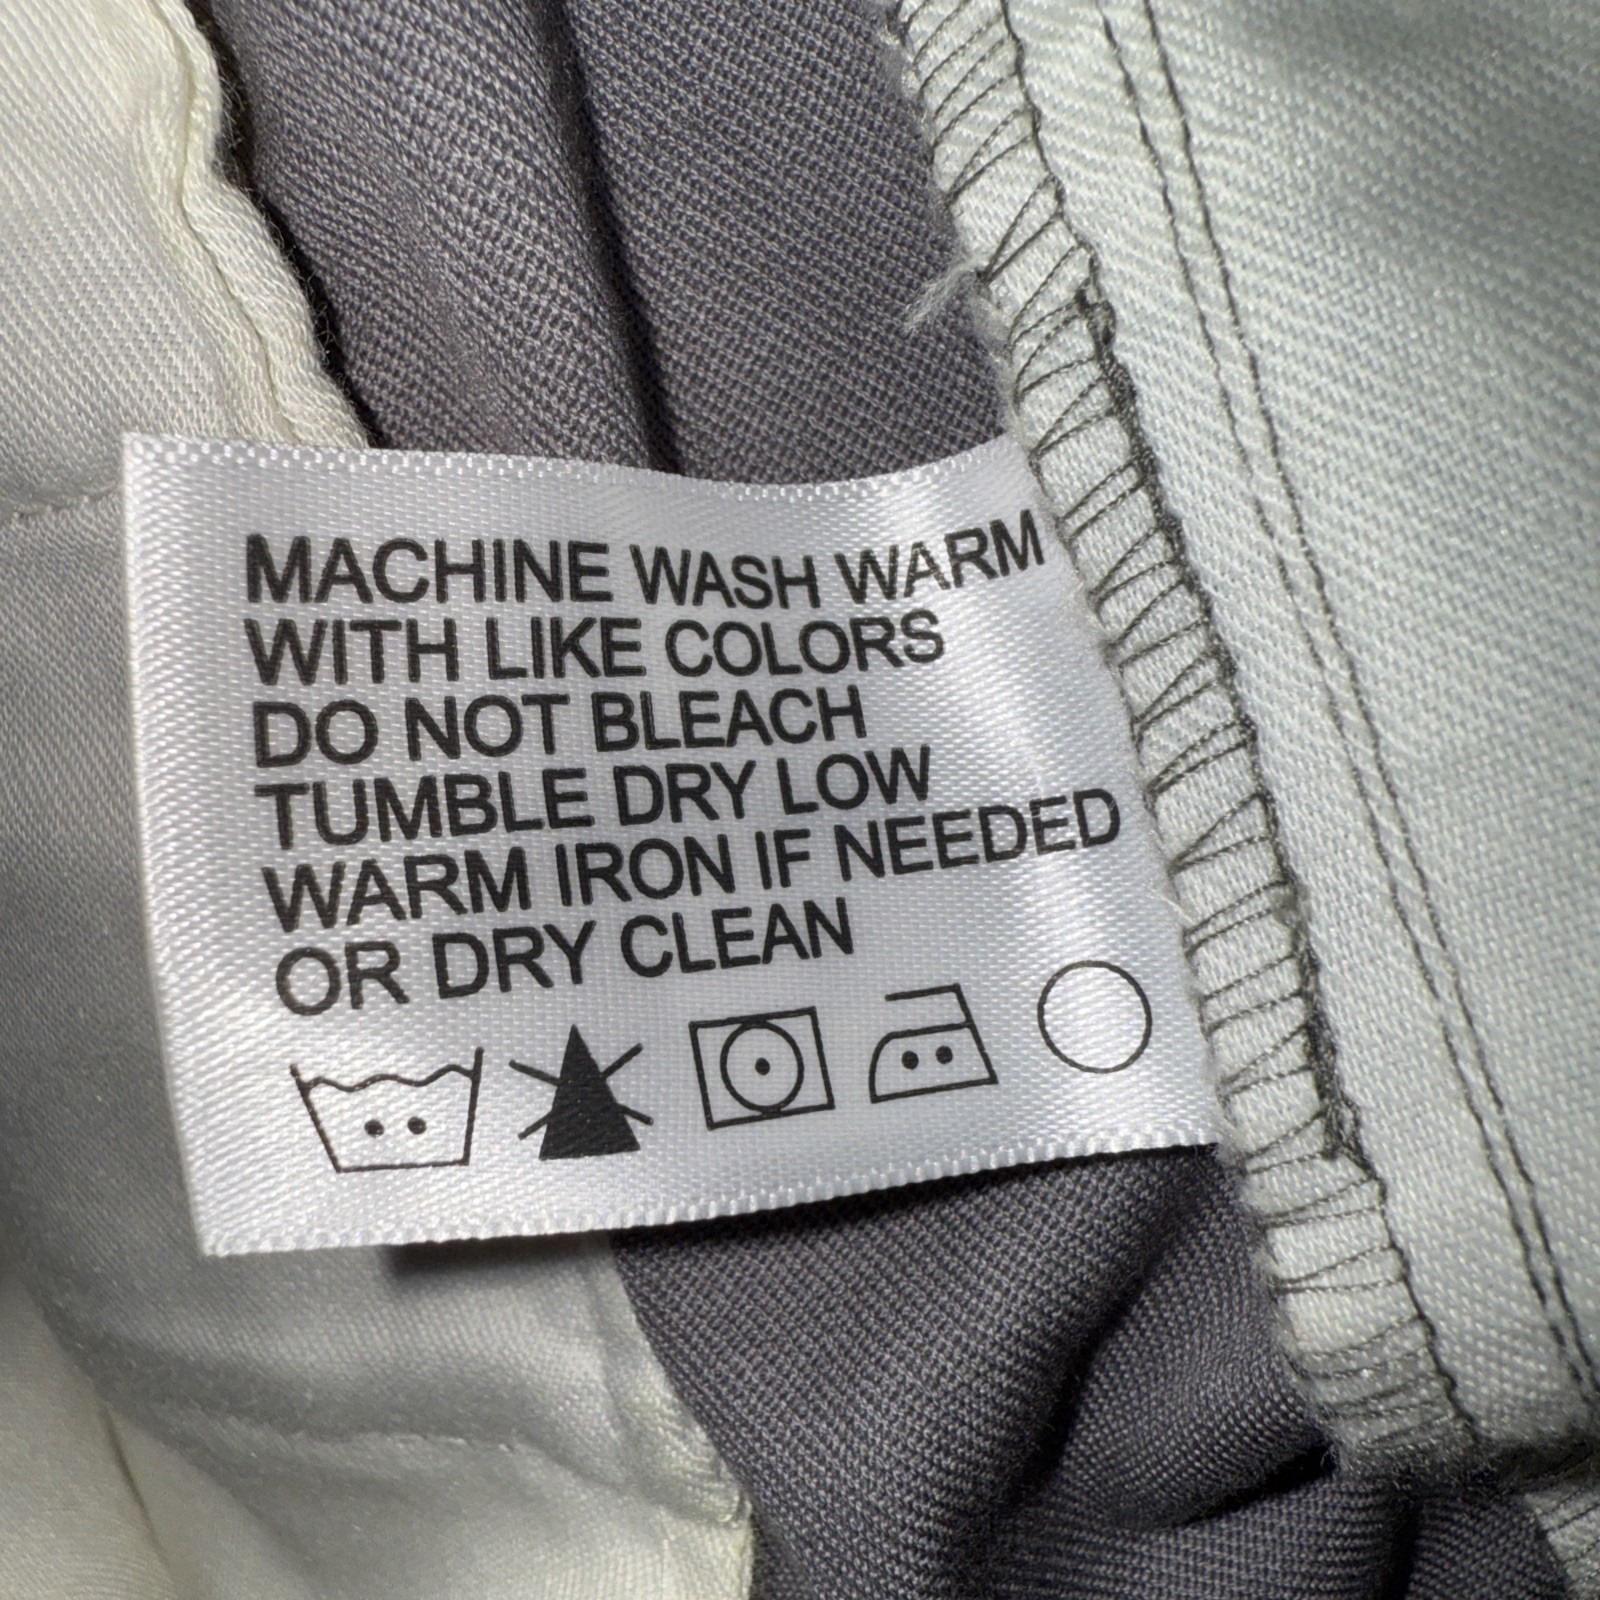 MACHINE WASH WARM
WITH LIKE COLORS
DO NOT BLEACH
TUMBLE DRY LOW
WARM IRON IF NEEDED
OR DRY CLEAN